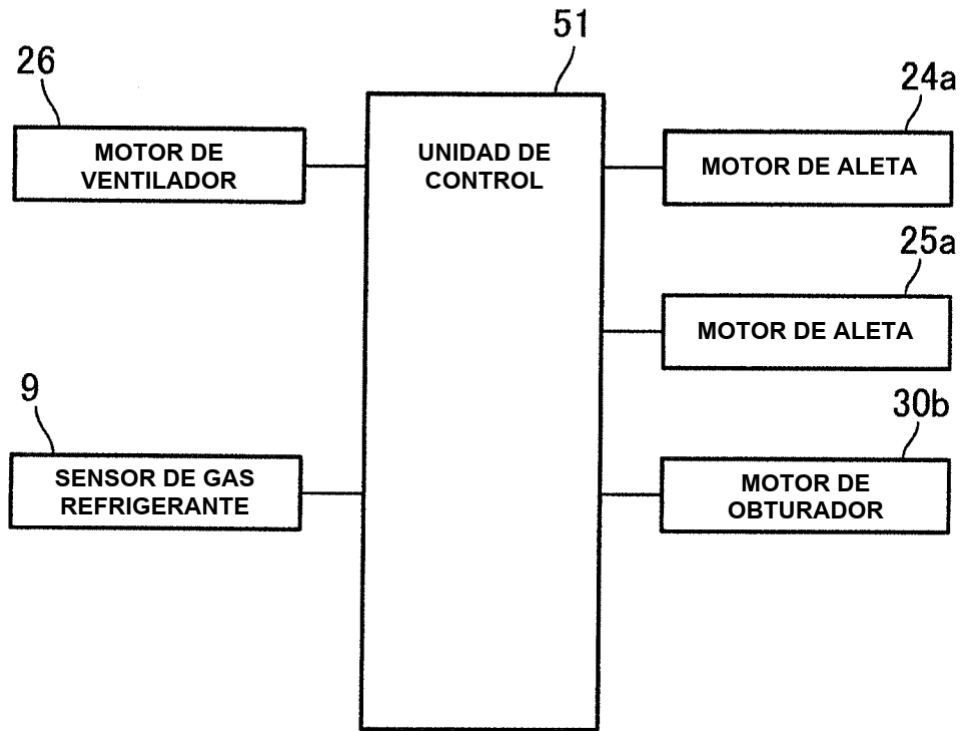 51
26
24a
MOTOR DE
VENTILADOR
UNIDAD DE
CONTROL
MOTOR DE ALETA
25a
MOTOR DE ALETA
9
30b
SENSOR DE GAS
REFRIGERANTE
MOTOR DE
OBTURADOR